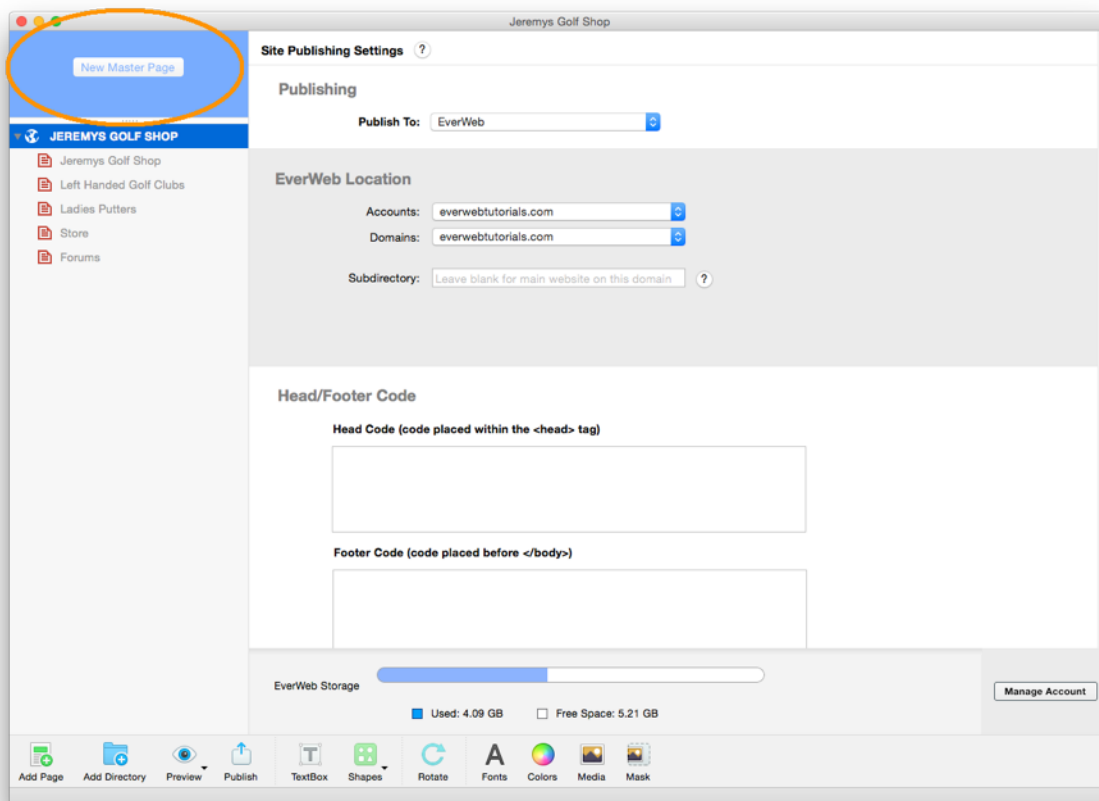 Jeremys Golf Shop
New Master Page
JEREMYS GOLF SHOP
Jeremys Golf Shop
Left Handed Golf Clubs
Ladies Putters
Store
Forums
Site Publishing Settings ?
Publishing
Publish To: EverWeb
EverWeb Location
Accounts: everwebtutorials.com
Domains: everwebtutorials.com
Subdirectory: Leave blank for main website on this domain ?
Head/Footer Code
Head Code (code placed within the <head> tag)
Footer Code (code placed before </body>)
EverWeb Storage
Used: 4.09 GB Free Space: 5.21 GB
Manage Account
Add Page Add Directory Preview Publish TextBox Shapes Rotate Fonts Colors Media Mask